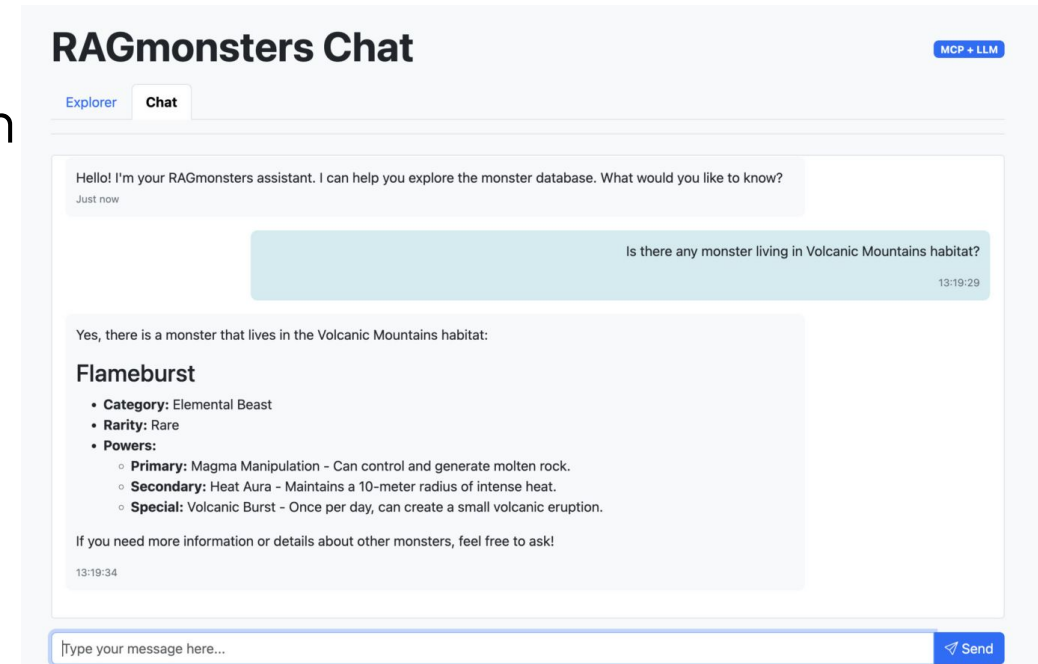 RAGmonsters Chat
MCP + LLM
Explorer Chat
n
Hello! I'm your RAGmonsters assistant. I can help you explore the monster database. What would you like to know?
Just now
Is there any monster living in Volcanic Mountains habitat?
13:19:29
Yes, there is a monster that lives in the Volcanic Mountains habitat:
Flameburst
• Category: Elemental Beast
• Rarity: Rare
• Powers:
◦ Primary: Magma Manipulation - Can control and generate molten rock.
◦ Secondary: Heat Aura - Maintains a 10-meter radius of intense heat.
◦ Special: Volcanic Burst - Once per day, can create a small volcanic eruption.
If you need more information or details about other monsters, feel free to ask!
13:19:34
Type your message here...
Send